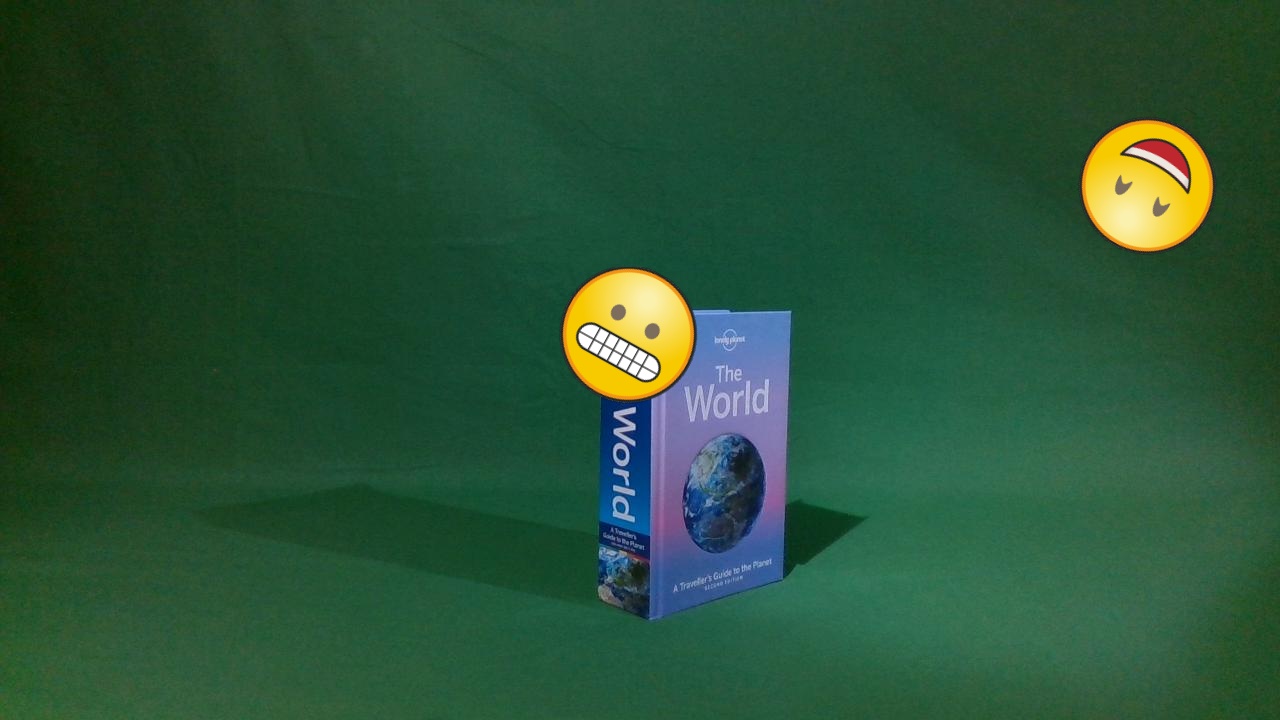 World
A Traveller's
Guide to the Planet
lonely planet
The
World
A Traveller's Guide to the Planet
SECOND EDITION